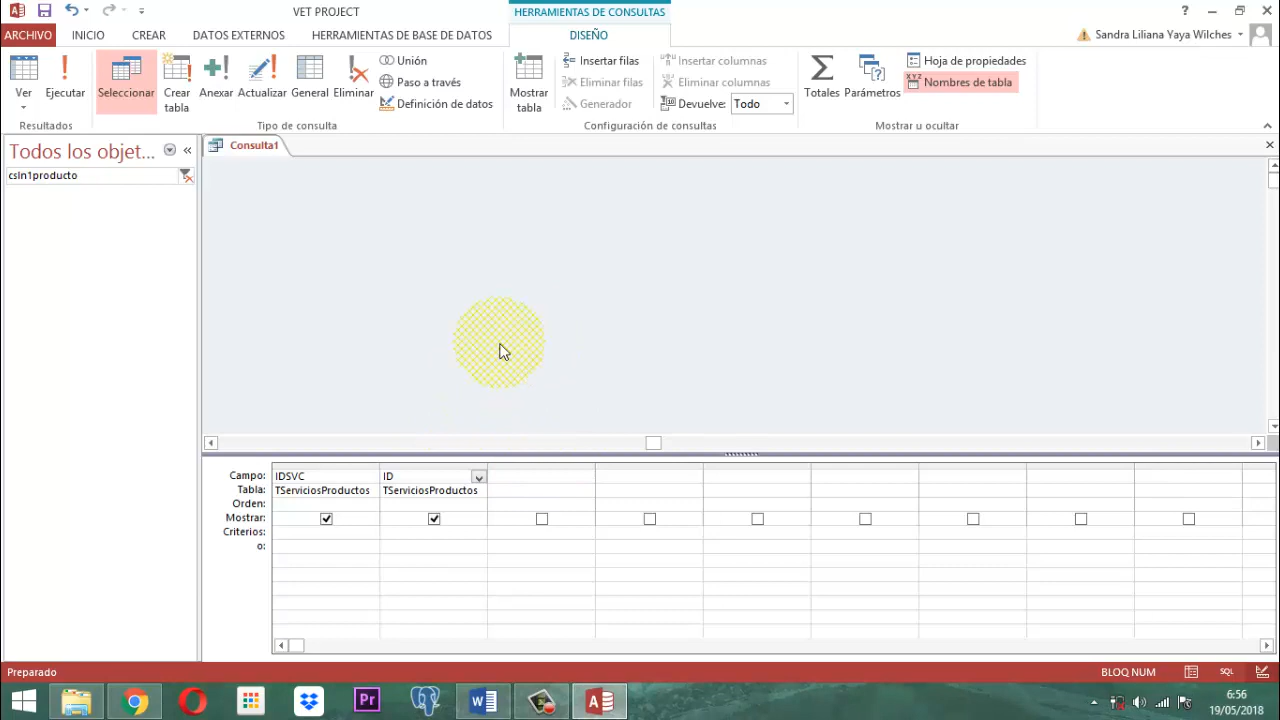 VET PROJECT
HERRAMIENTAS DE CONSULTAS
?
ARCHIVO INICIO CREAR DATOS EXTERNOS HERRAMIENTAS DE BASE DE DATOS DISEÑO
Sandra Liliana Yaya Wilches
Ver
Ejecutar
Resultados
Seleccionar
Crear tabla
Anexar
Actualizar
General
Eliminar
Unión
Paso a través
Definición de datos
Tipo de consulta
Mostrar tabla
Insertar filas
Eliminar filas
Generador
Insertar columnas
Eliminar columnas
Devuelve: Todo
Configuración de consultas
Totales
Parámetros
Hoja de propiedades
XYZ Nombres de tabla
Mostrar u ocultar
Todos los objet... «
csln1producto
Consulta1
Campo: IDSVC ID
Tabla: TServiciosProductos TServiciosProductos
Orden:
Mostrar:
Criterios:
o:
Preparado
BLOQ NUM
SQL
Pr
6:56
19/05/2018